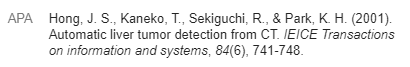 APA Hong, J. S., Kaneko, T., Sekiguchi, R., & Park, K. H. (2001).
Automatic liver tumor detection from CT. IEICE Transactions
on information and systems, 84(6), 741-748.